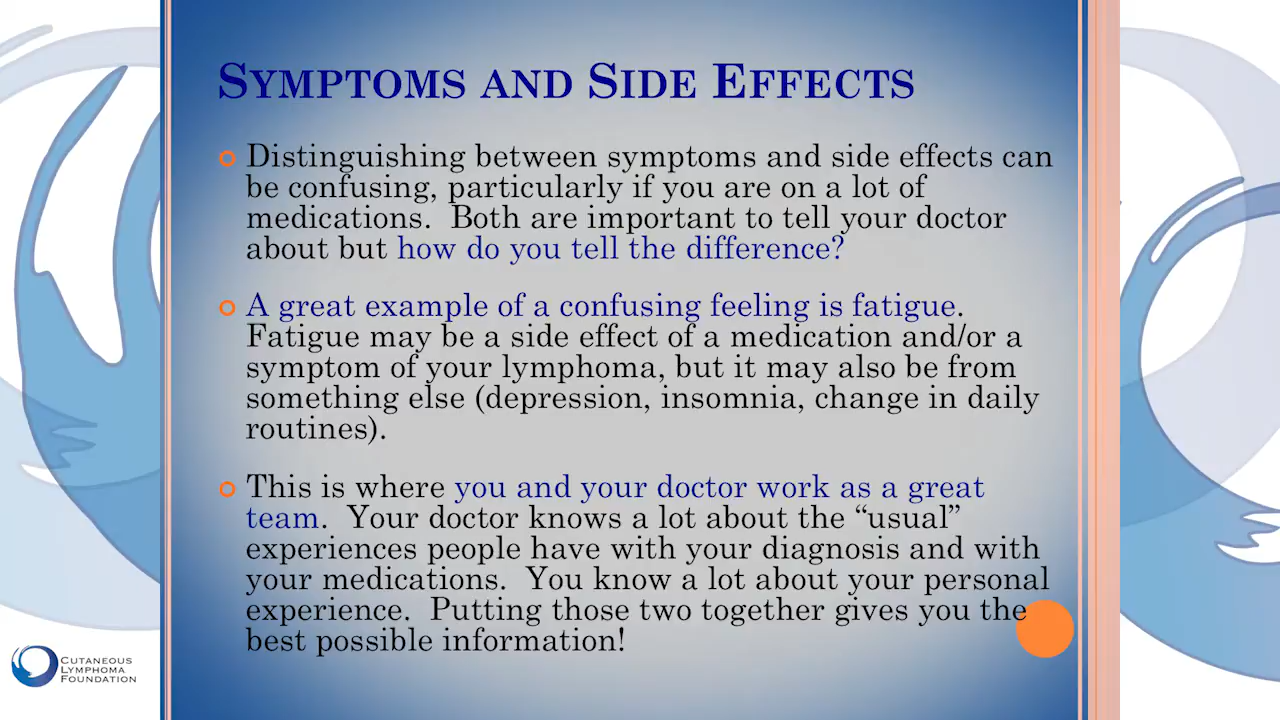 SYMPTOMS AND SIDE EFFECTS
Distinguishing between symptoms and side effects can
be confusing, particularly if you are on a lot of
medications.  Both are important to tell your doctor
about but how do you tell the difference?
A great example of a confusing feeling is fatigue.
Fatigue may be a side effect of a medication and/or a
symptom of your lymphoma, but it may also be from
something else (depression, insomnia, change in daily
routines).
This is where you and your doctor work as a great
team.  Your doctor knows a lot about the “usual”
experiences people have with your diagnosis and with
your medications.  You know a lot about your personal
experience.  Putting those two together gives you the
best possible information!
CUTANEOUS
LYMPHOMA
FOUNDATION